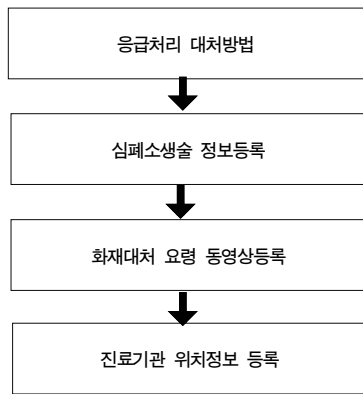 응급처리 대처방법
심폐소생술 정보등록
화재대처 요령 동영상등록
진료기관 위치정보 등록